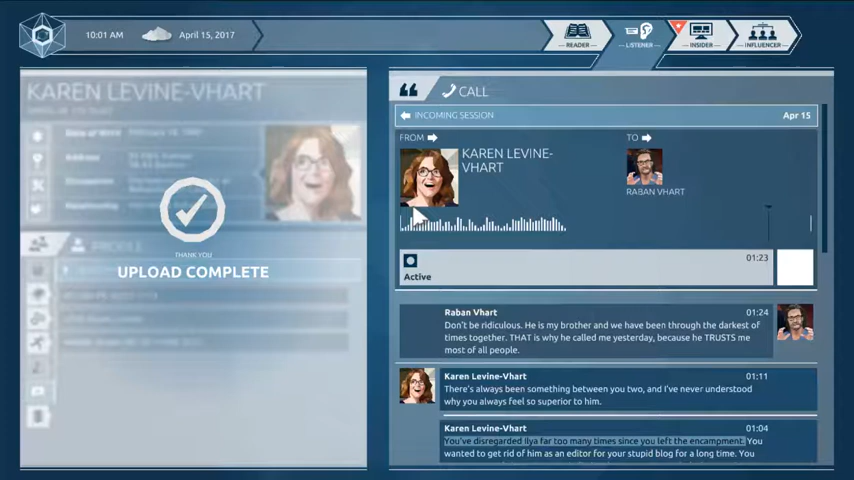 10:01 AM
April 15, 2017
READER
LISTENER
INSIDER
INFLUENCER
KAREN LEVINE-VHART
Address
PROFILE
THANK YOU
UPLOAD COMPLETE
CALL
INCOMING SESSION
Apr 15
FROM
TO
KAREN LEVINE-
VHART
RABAN VHART
01:23
Active
Raban Vhart
01:24
Don't be ridiculous. He is my brother and we have been through the darkest of
times together. THAT is why he called me yesterday, because he TRUSTS me
most of all people.
Karen Levine-Vhart
01:11
There's always been something between you two, and I've never understood
why you always feel so superior to him.
Karen Levine-Vhart
01:04
You've disregarded Ilya far too many times since you left the encampment. You
wanted to get rid of him as an editor for your stupid blog for a long time. You